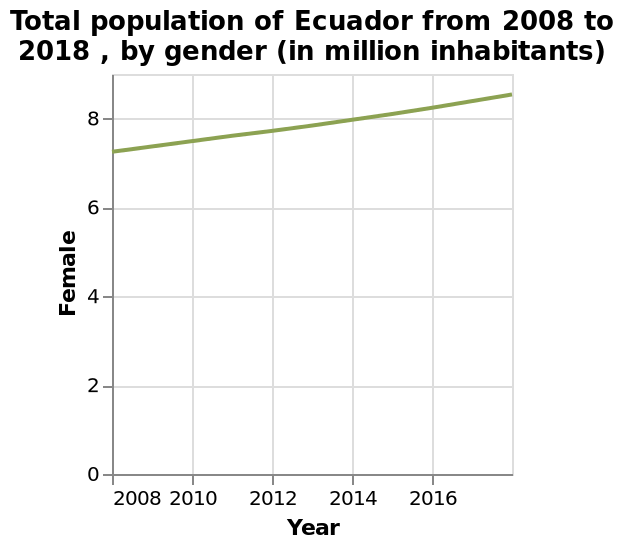 Total population of Ecuador from 2008 to
2018 , by gender (in million inhabitants)
8
6
4
2
0
Female
2008 2010 2012 2014 2016
Year